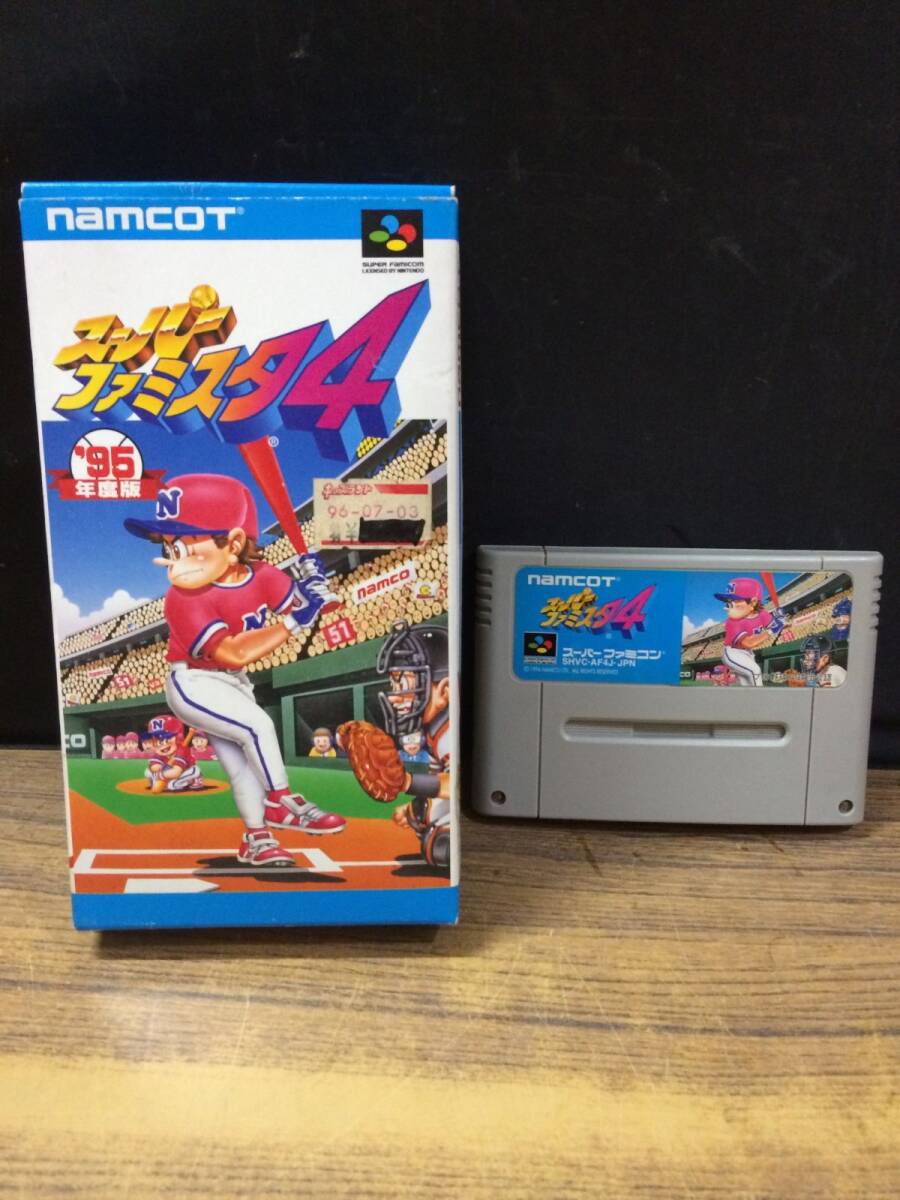 namcoT®
SUPER FAMICOM
LICENSED BY NINTENDO
スーパー
ファミスタ4
®
'95
年度版
N
96-07-03
¥
N
namco
51
51
N
CO
namcoT®
スーパー
ファミスタ4
スーパーファミコン®
SHVC-AF4J-JPN